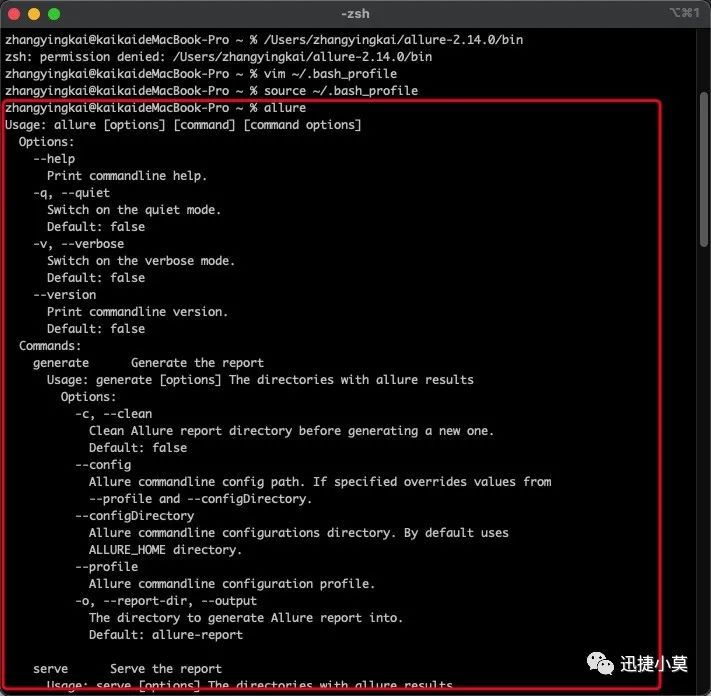 -zsh
⌥⌘1
zhangyingkai@kaikaideMacBook-Pro ~ % /Users/zhangyingkai/allure-2.14.0/bin
zsh: permission denied: /Users/zhangyingkai/allure-2.14.0/bin
zhangyingkai@kaikaideMacBook-Pro ~ % vim ~/.bash_profile
zhangyingkai@kaikaideMacBook-Pro ~ % source ~/.bash_profile
zhangyingkai@kaikaideMacBook-Pro ~ % allure
Usage: allure [options] [command] [command options]
  Options:
    --help
      Print commandline help.
    -q, --quiet
      Switch on the quiet mode.
      Default: false
    -v, --verbose
      Switch on the verbose mode.
      Default: false
    --version
      Print commandline version.
      Default: false
  Commands:
    generate      Generate the report
      Usage: generate [options] The directories with allure results
        Options:
          -c, --clean
            Clean Allure report directory before generating a new one.
            Default: false
          --config
            Allure commandline config path. If specified overrides values from
            --profile and --configDirectory.
          --configDirectory
            Allure commandline configurations directory. By default uses
            ALLURE_HOME directory.
          --profile
            Allure commandline configuration profile.
          -o, --report-dir, --output
            The directory to generate Allure report into.
            Default: allure-report
    serve      Serve the report
      Usage: serve [options] The directories with allure results
迅捷小莫